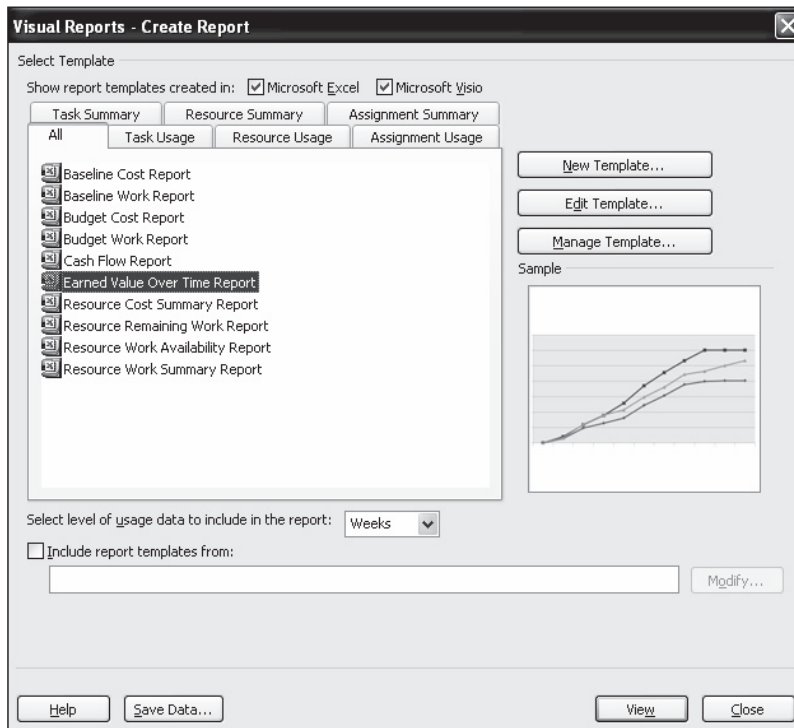 Visual Reports - Create Report
Select Template
Show report templates created in: Microsoft Excel Microsoft Visio
Task Summary Resource Summary Assignment Summary
All Task Usage Resource Usage Assignment Usage
Baseline Cost Report
Baseline Work Report
Budget Cost Report
Budget Work Report
Cash Flow Report
Earned Value Over Time Report
Resource Cost Summary Report
Resource Remaining Work Report
Resource Work Availability Report
Resource Work Summary Report
New Template...
Edit Template...
Manage Template...
Sample
Select level of usage data to include in the report: Weeks
Include report templates from:
Modify...
Help Save Data... View Close